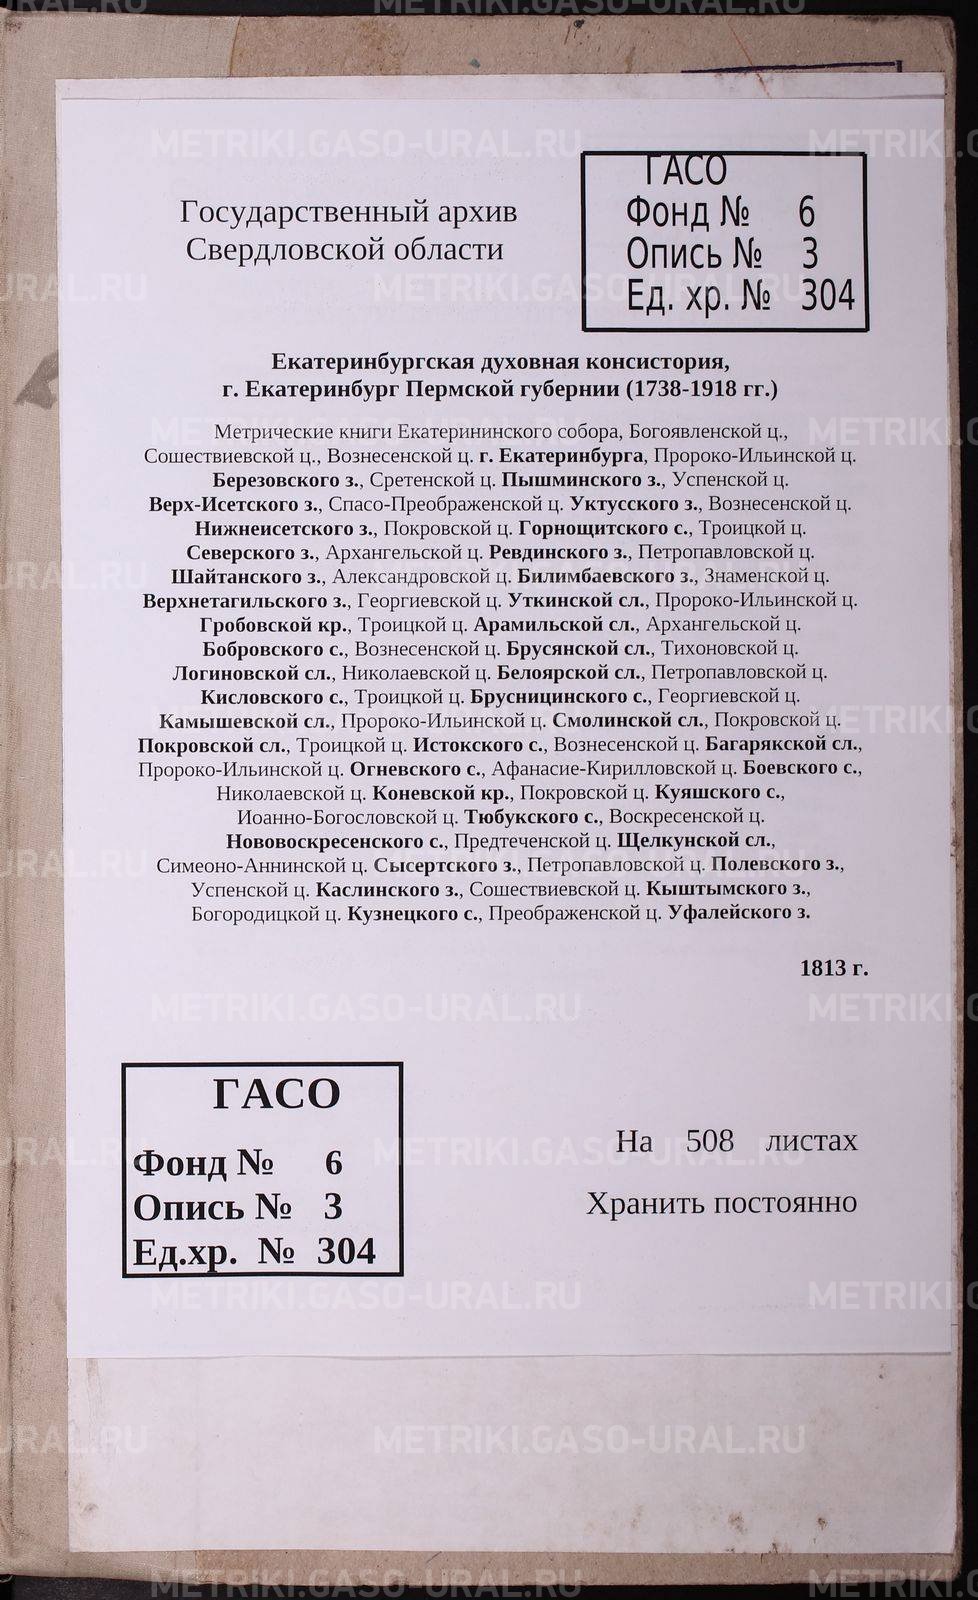 ГАСО
Фонд № 6
Опись № 3
Ед. хр. № 304
Государственный архив
Свердловской области
Екатеринбургская духовная консистория,
г. Екатеринбург Пермской губернии (1738-1918 гг.)
Метрические книги Екатерининского собора, Богоявленской ц.,
Сошествиевской ц., Вознесенской ц. г. Екатеринбурга, Пророко-Ильинской ц.
Березовского з., Сретенской ц. Пышминского з., Успенской ц.
Верх-Исетского з., Спасо-Преображенной ц. Уктусского з., Вознесенской ц.
Нижнеисетского з., Покровской ц. Горнощитского с., Троицкой ц.
Северского з., Архангельской ц. Ревдинского з., Петропавловской ц.
Шайтанского з., Александровской ц. Билимбаевского з., Знаменской ц.
Верхнетагильского з., Георгиевской ц. Уткинской сл., Пророко-Ильинской ц.
Гробовской кр., Троицкой ц. Арамильской сл., Архангельской ц.
Бобровского с., Вознесенской ц. Брусянской сл., Тихоновской ц.
Логиновской сл., Николаевской ц. Белоярской сл., Петропавловской ц.
Кисловского с., Троицкой ц. Брусницинского с., Георгиевской ц.
Камышевской сл., Пророко-Ильинской ц. Смолинской сл., Покровской ц.
Покровской сл., Троицкой ц. Истокского с., Вознесенской ц. Багарякской сл.,
Пророко-Ильинской ц. Огневского с., Афанасие-Кирилловской ц. Боевского с.,
Николаевской ц. Коневской кр., Покровской ц. Куяшского с.,
Иоанно-Богословской ц. Тюбукского с., Воскресенской ц.
Нововоскресенского с., Предтеченской ц. Щелкунской сл.,
Симеоно-Аннинской ц. Сысертского з., Петропавловской ц. Полевского з.,
Успенской ц. Каслинского з., Сошествиевской ц. Кыштымского з.,
Богородицкой ц. Кузнецкого с., Преображенской ц. Уфалейского з.
1813 г.
ГАСО
Фонд № 6
Опись № 3
Ед.хр. № 304
На 508 листах
Хранить постоянно
METRIKI.GASO-URAL.RU